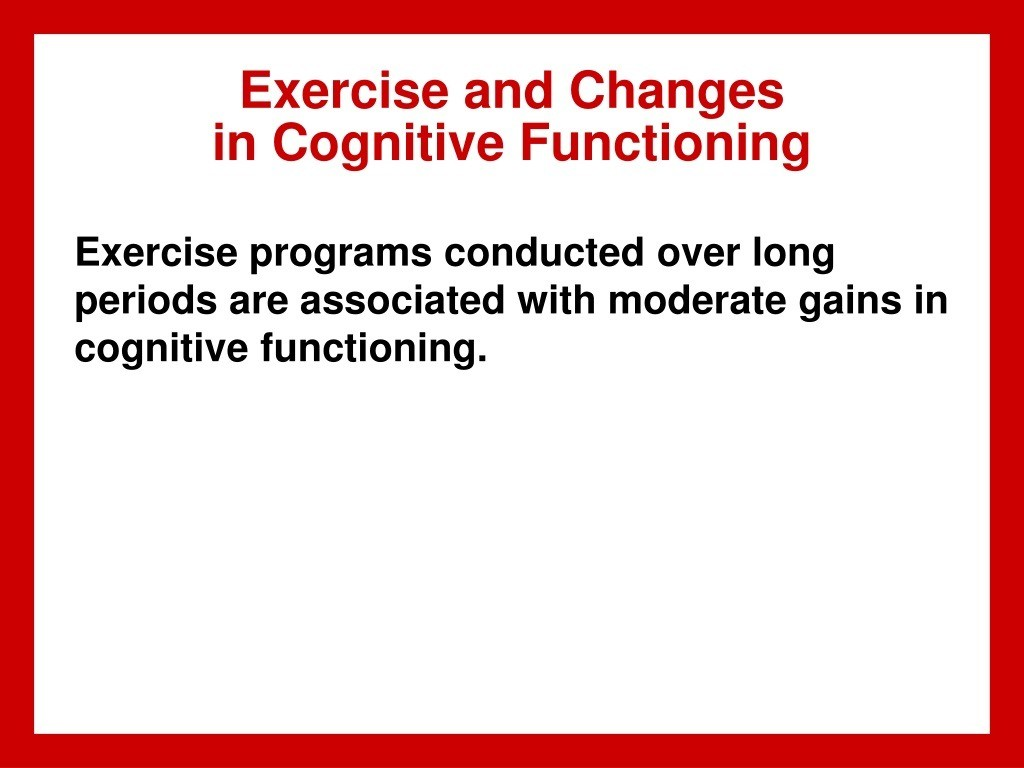 Exercise and Changes
in Cognitive Functioning
Exercise programs conducted over long
periods are associated with moderate gains in
cognitive functioning.